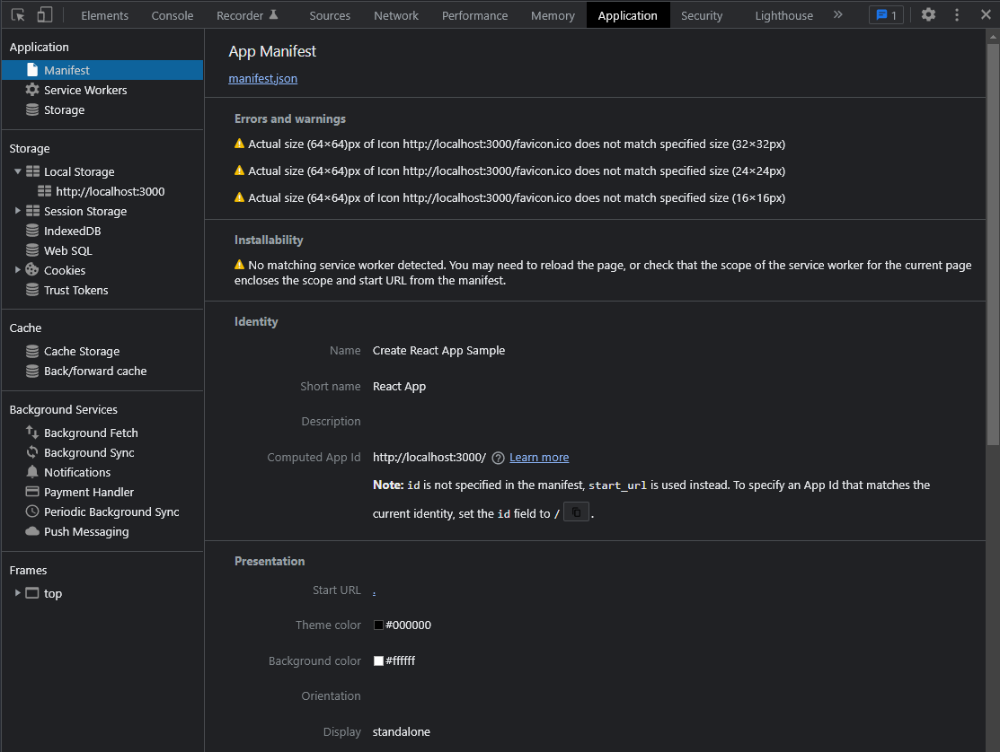 Elements Console Recorder Sources Network Performance Memory Application Security Lighthouse » 1
Application
Manifest
Service Workers
Storage
Storage
Local Storage
http://localhost:3000
Session Storage
IndexedDB
Web SQL
Cookies
Trust Tokens
Cache
Cache Storage
Back/forward cache
Background Services
Background Fetch
Background Sync
Notifications
Payment Handler
Periodic Background Sync
Push Messaging
Frames
top
App Manifest
manifest.json
Errors and warnings
Actual size (64×64)px of Icon http://localhost:3000/favicon.ico does not match specified size (32×32px)
Actual size (64×64)px of Icon http://localhost:3000/favicon.ico does not match specified size (24×24px)
Actual size (64×64)px of Icon http://localhost:3000/favicon.ico does not match specified size (16×16px)
Installability
No matching service worker detected. You may need to reload the page, or check that the scope of the service worker for the current page
encloses the scope and start URL from the manifest.
Identity
Name Create React App Sample
Short name React App
Description
Computed App Id http://localhost:3000/ Learn more
Note: id is not specified in the manifest, start_url is used instead. To specify an App Id that matches the
current identity, set the id field to / .
Presentation
Start URL .
Theme color #000000
Background color #ffffff
Orientation
Display standalone